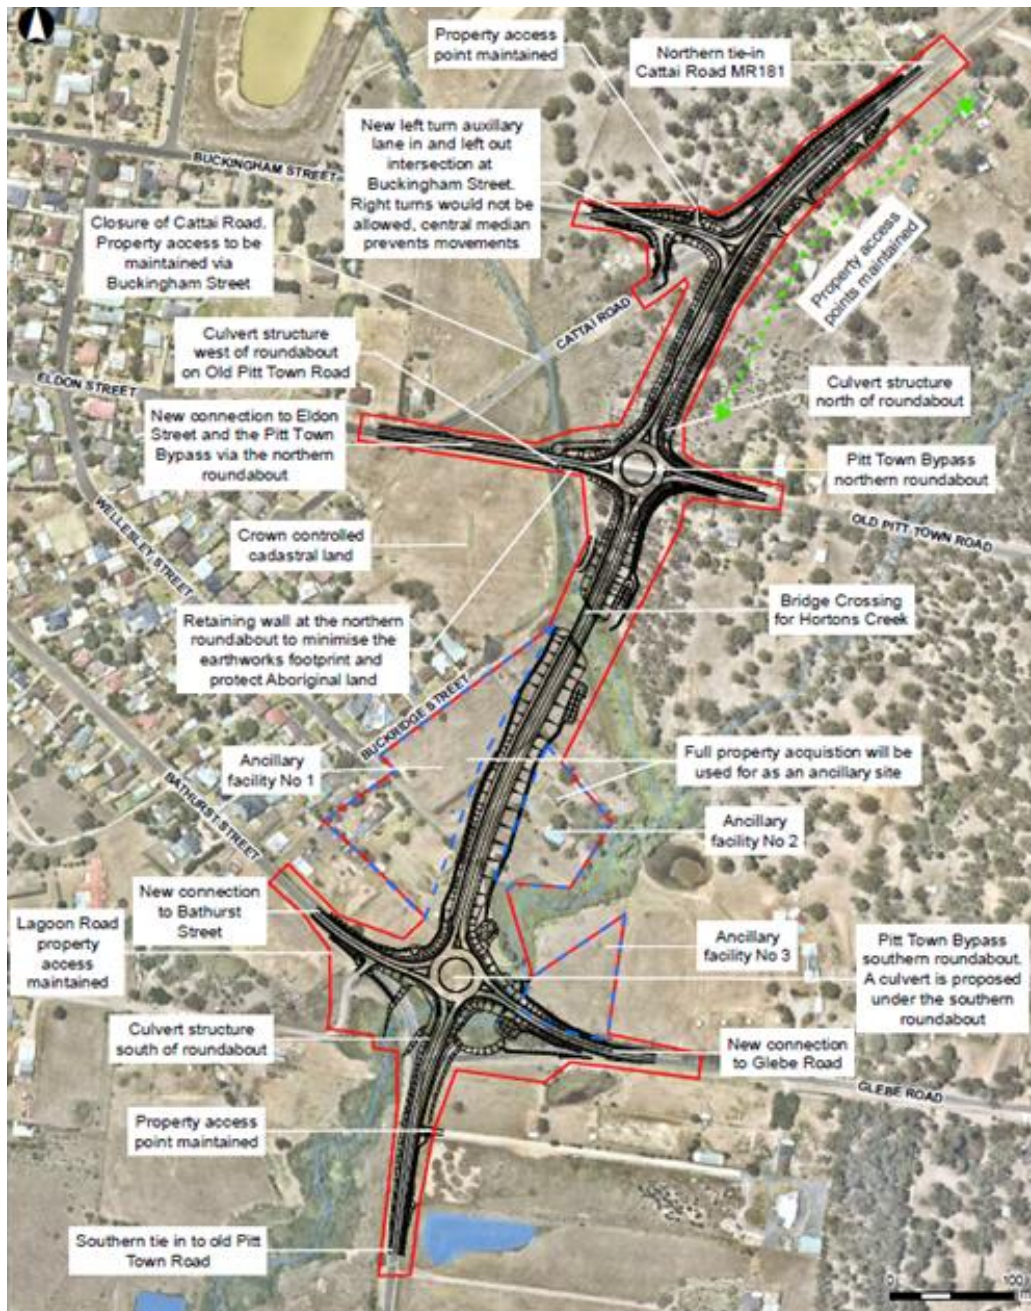 Property access
point maintained
Northern tie-in
Cattai Road MR181
New left turn auxillary
lane in and left out
intersection at
Buckingham Street.
Right turns would not be
allowed, central median
prevents movements
BUCKINGHAM STREET
Closure of Cattai Road.
Property access to be
maintained via
Buckingham Street
Property access
points maintained
CATTAI ROAD
Culvert structure
west of roundabout
on Old Pitt Town Road
ELDON STREET
Culvert structure
north of roundabout
New connection to Eldon
Street and the Pitt Town
Bypass via the northern
roundabout
Pitt Town Bypass
northern roundabout
WELLESLEY STREET
OLD PITT TOWN ROAD
Crown controlled
cadastral land
Bridge Crossing
for Hortons Creek
Retaining wall at the northern
roundabout to minimise the
earthworks footprint and
protect Aboriginal land
BUCKRIDGE STREET
Ancillary
facility No 1
Full property acquistion will be
used for as an ancillary site
BATHURST STREET
Ancillary
facility No 2
New connection
to Bathurst
Street
Lagoon Road
property
access
maintained
Ancillary
facility No 3
Pitt Town Bypass
southern roundabout.
A culvert is proposed
under the southern
roundabout
Culvert structure
south of roundabout
New connection
to Glebe Road
GLEBE ROAD
Property access
point maintained
Southern tie in to old Pitt
Town Road
0 100
m